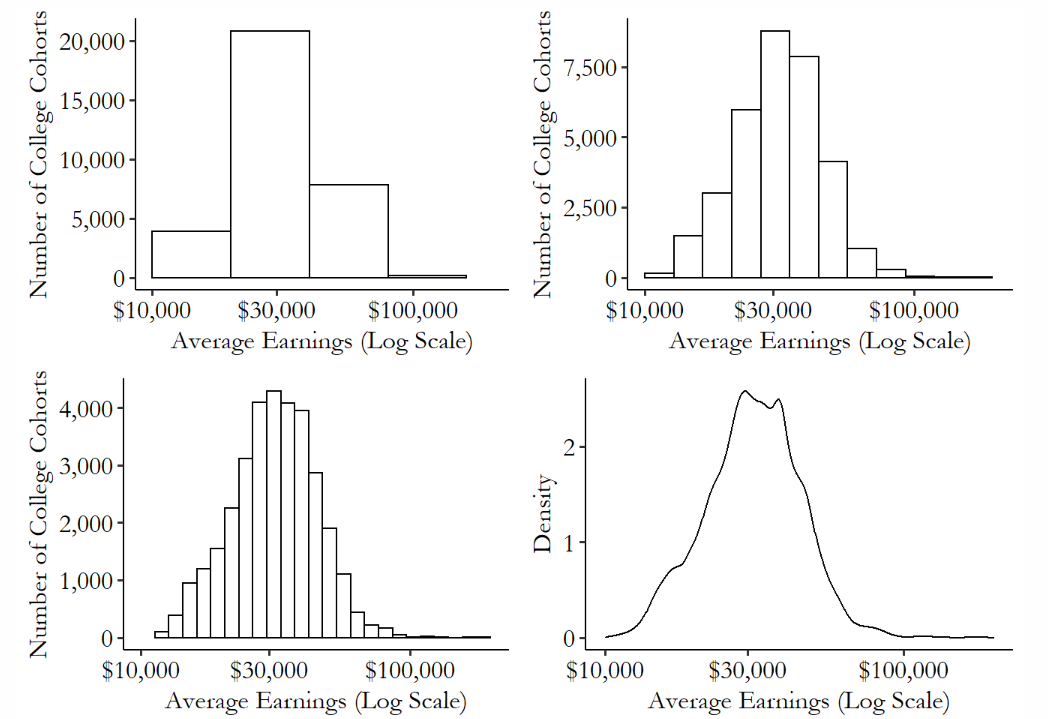 Number of College Cohorts
20,000
15,000
10,000
5,000
0
$10,000 $30,000 $100,000
Average Earnings (Log Scale)
Number of College Cohorts
7,500
5,000
2,500
0
$10,000 $30,000 $100,000
Average Earnings (Log Scale)
Number of College Cohorts
4,000
3,000
2,000
1,000
0
$10,000 $30,000 $100,000
Average Earnings (Log Scale)
Density
2
1
0
$10,000 $30,000 $100,000
Average Earnings (Log Scale)